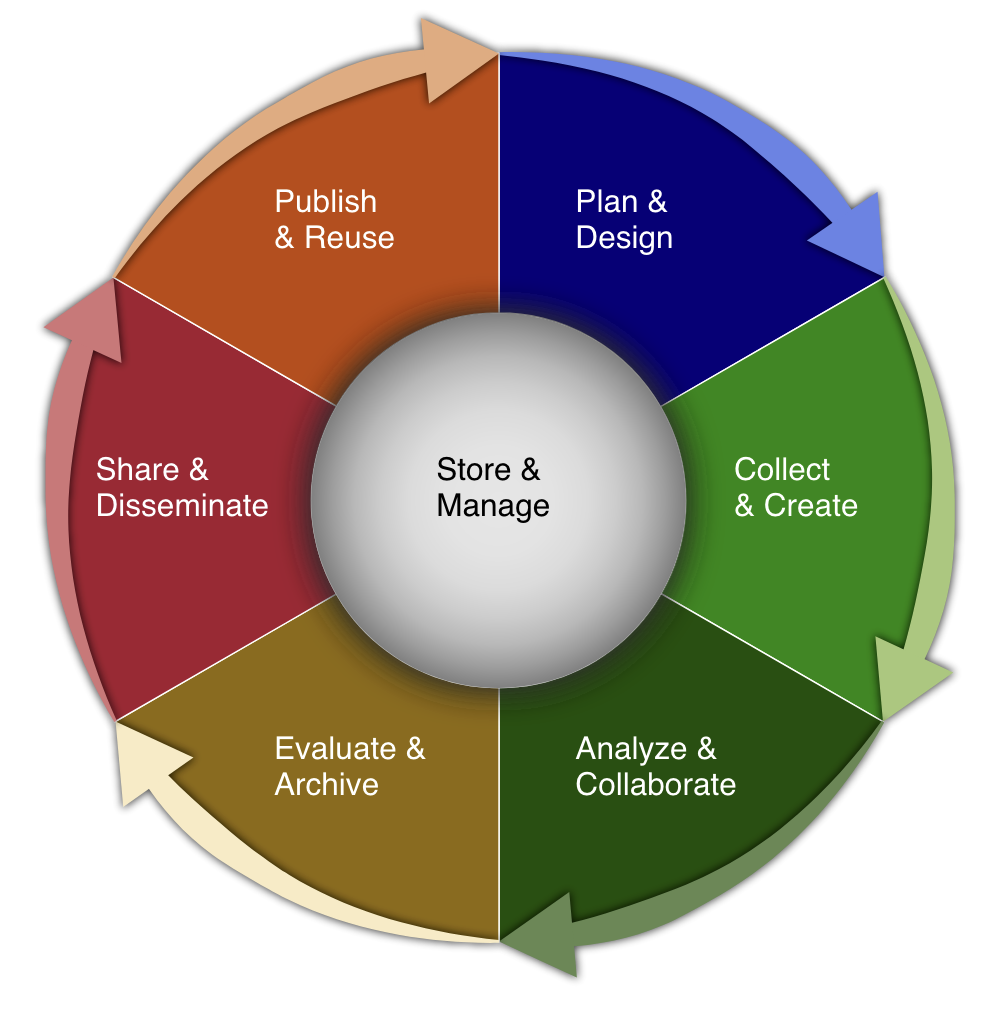 Publish
& Reuse
Plan &
Design
Share &
Disseminate
Store &
Manage
Collect
& Create
Evaluate &
Archive
Analyze &
Collaborate